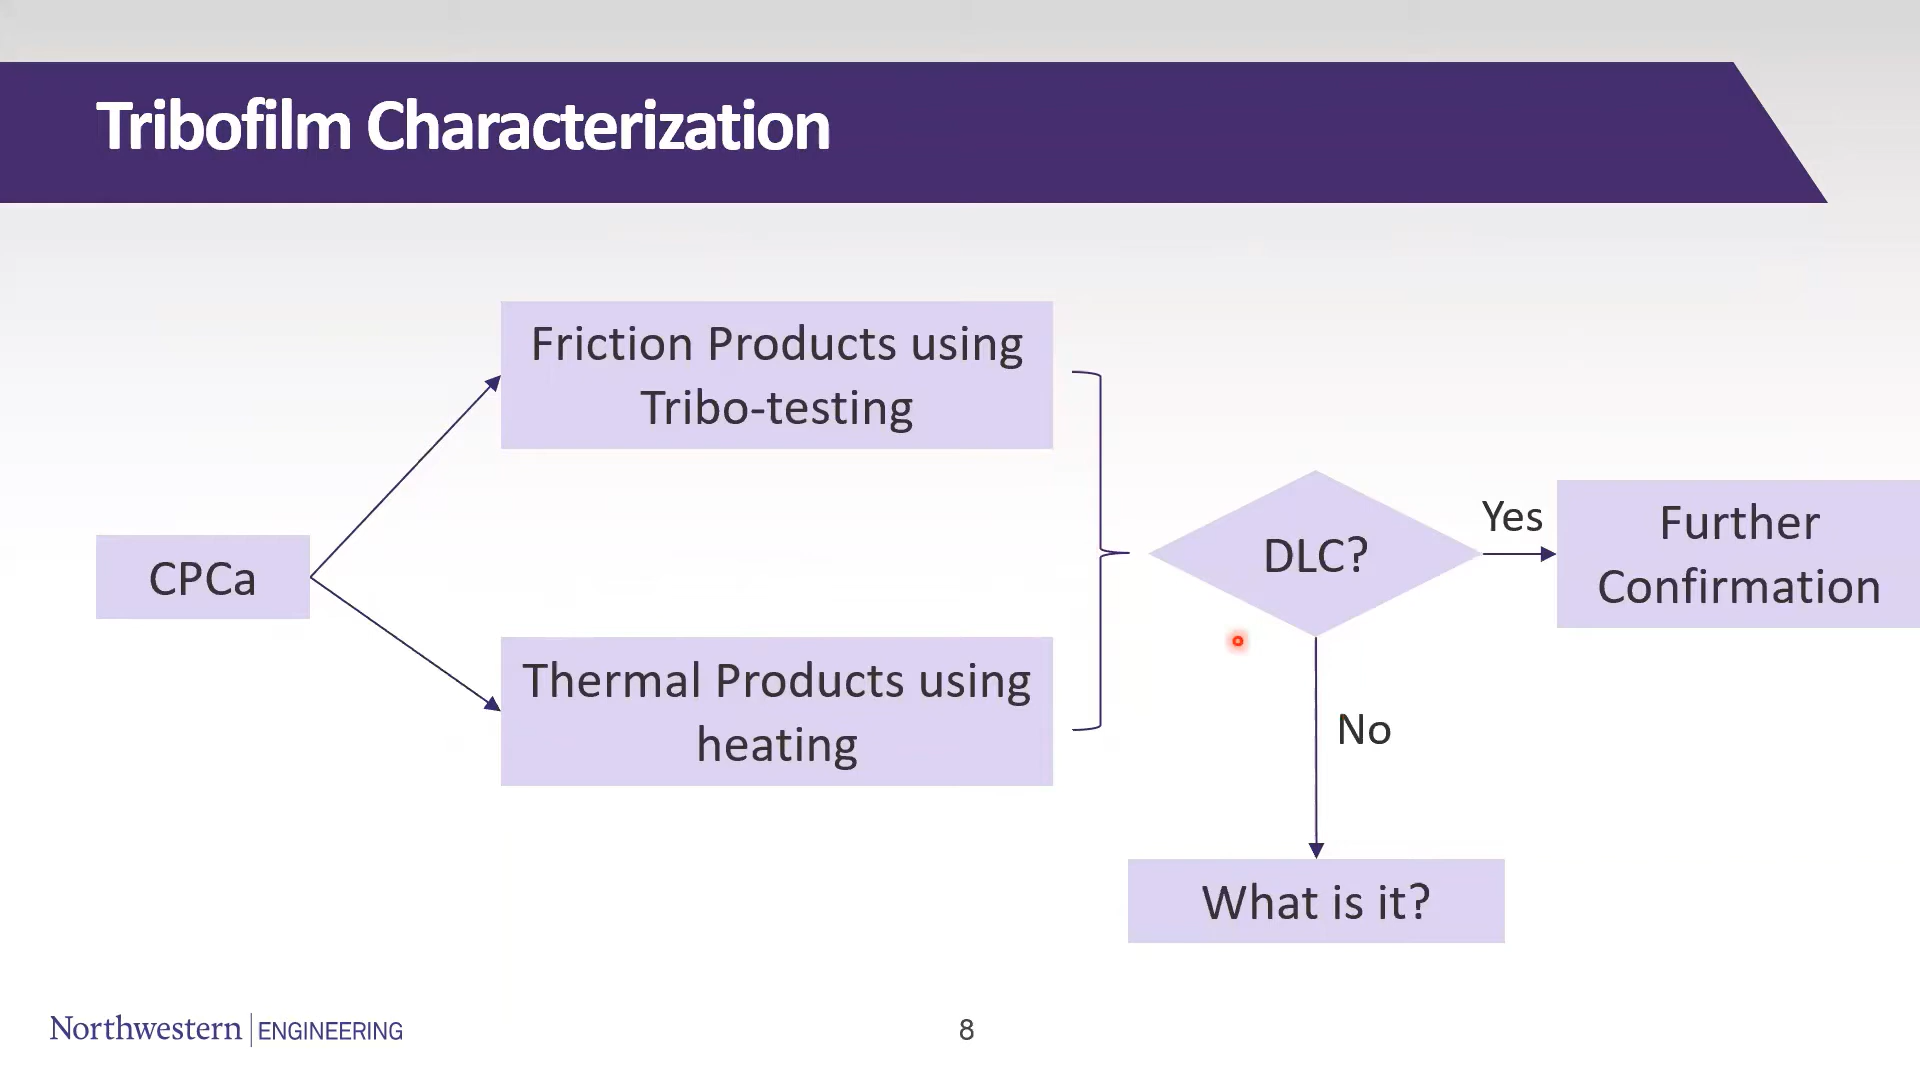 Tribofilm Characterization
Friction Products using
Tribo-testing
CPCa
Thermal Products using
heating
DLC?
Yes
Further
Confirmation
No
What is it?
Northwestern | ENGINEERING
8